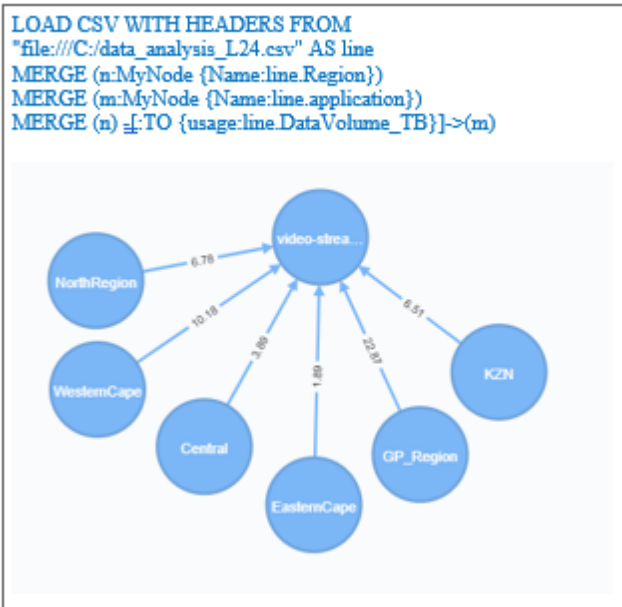 LOAD CSV WITH HEADERS FROM
"file:///C:/data_analysis_L24.csv" AS line
MERGE (n:MyNode {Name:line.Region})
MERGE (m:MyNode {Name:line.application})
MERGE (n) -[:TO {usage:line.DataVolume_TB}]->(m)
video-strea...
NorthRegion
6.78
10.18
3.89
1.89
22.87
6.51
WesternCape
KZN
Central
GP_Region
EasternCape